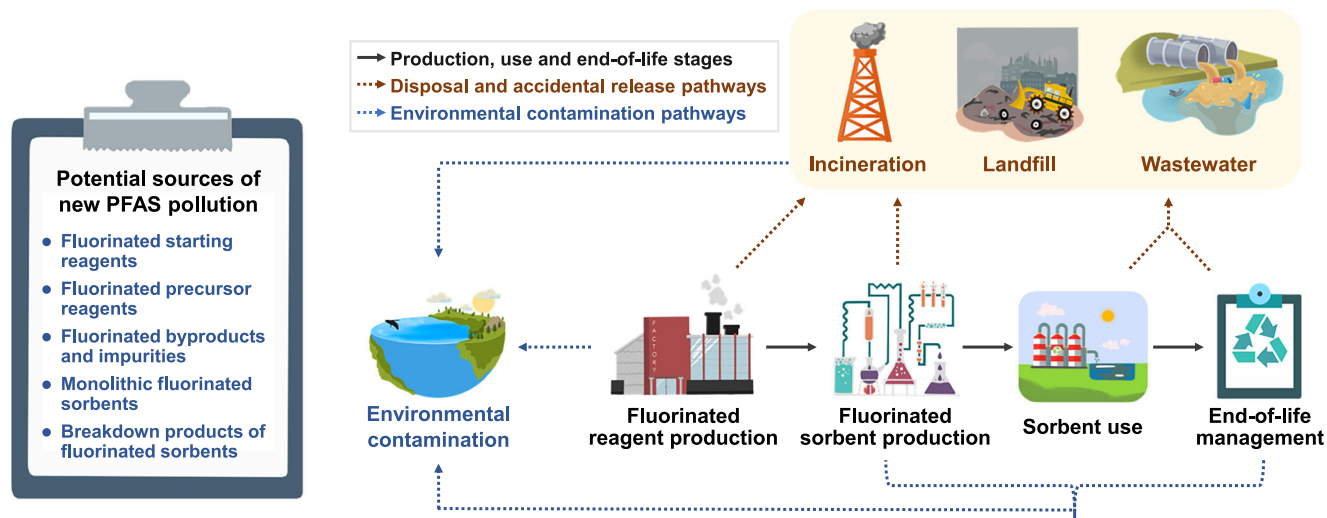 Potential sources of
new PFAS pollution
Fluorinated starting
reagents
Fluorinated precursor
reagents
Fluorinated byproducts
and impurities
Monolithic fluorinated
sorbents
Breakdown products of
fluorinated sorbents
Production, use and end-of-life stages
Disposal and accidental release pathways
Environmental contamination pathways
Incineration
Landfill
Wastewater
Environmental
contamination
FACTORY
Fluorinated
reagent production
Fluorinated
sorbent production
Sorbent use
End-of-life
management